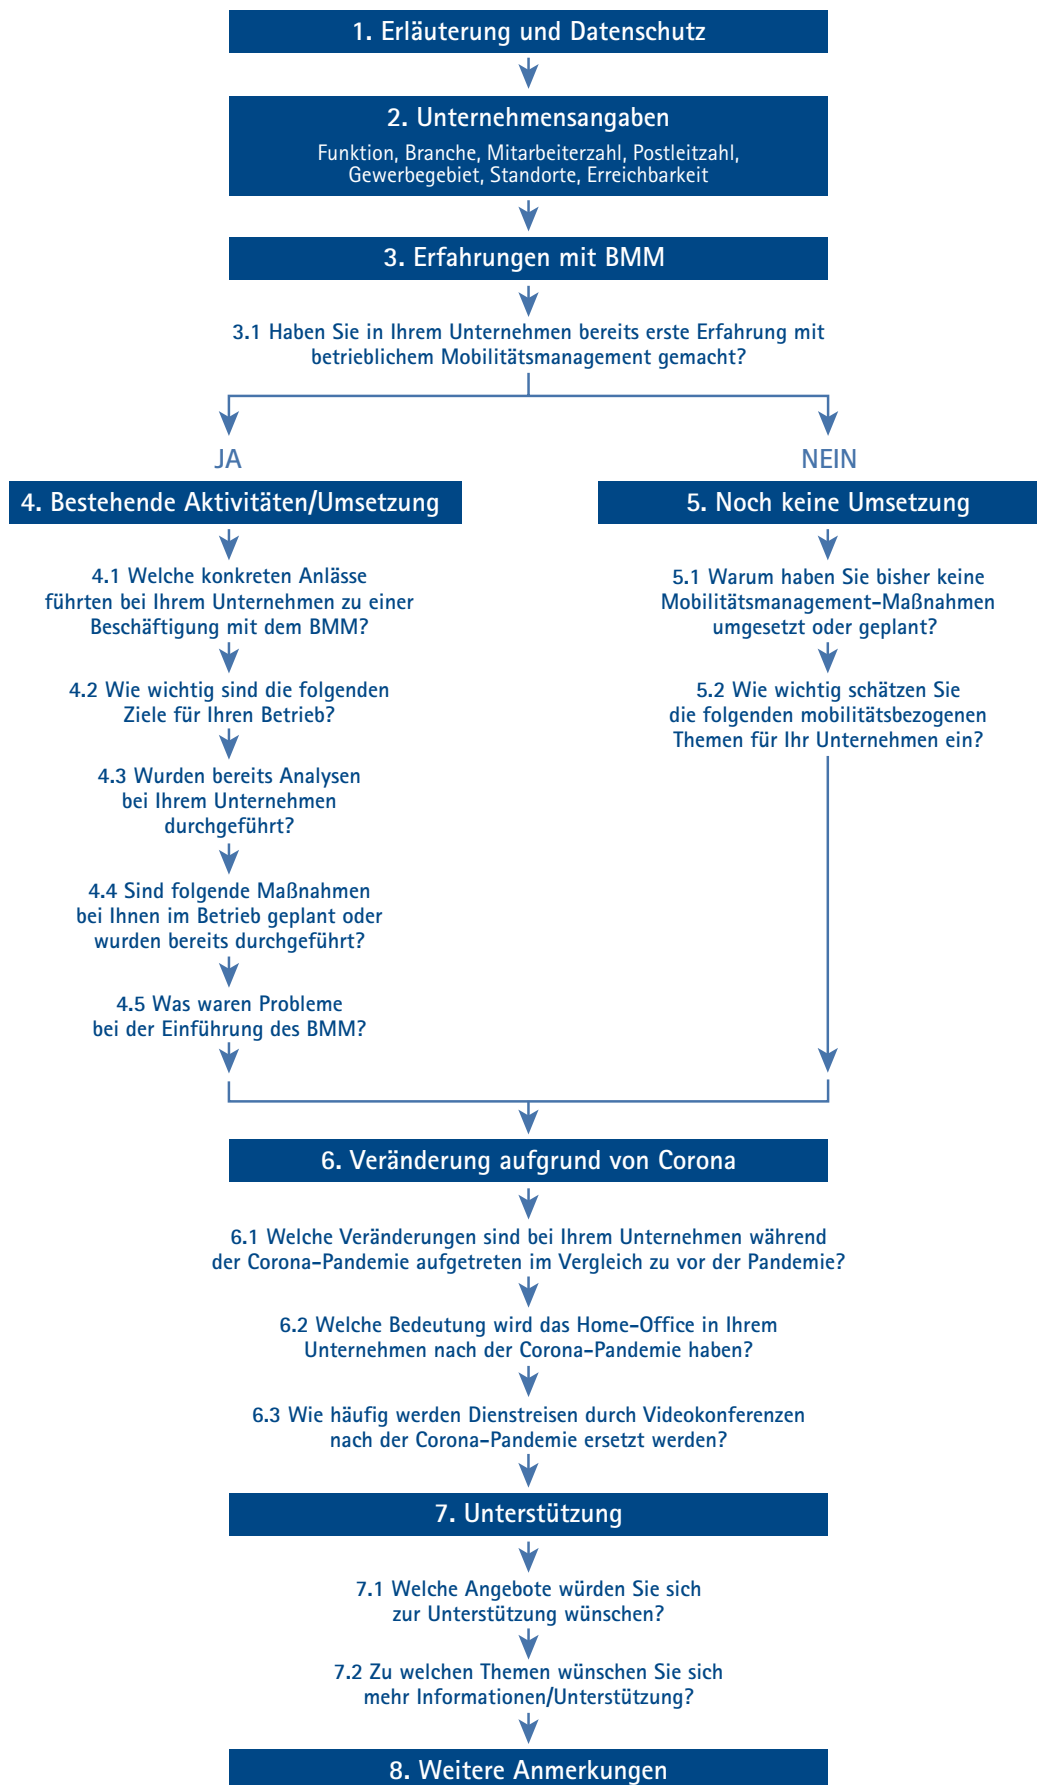 1. Erläuterung und Datenschutz
2. Unternehmensangaben
Funktion, Branche, Mitarbeiterzahl, Postleitzahl,
Gewerbegebiet, Standorte, Erreichbarkeit
3. Erfahrungen mit BMM
3.1 Haben Sie in Ihrem Unternehmen bereits erste Erfahrung mit
betrieblichem Mobilitätsmanagement gemacht?
JA
4. Bestehende Aktivitäten/Umsetzung
4.1 Welche konkreten Anlässe
führten bei Ihrem Unternehmen zu einer
Beschäftigung mit dem BMM?
4.2 Wie wichtig sind die folgenden
Ziele für Ihren Betrieb?
4.3 Wurden bereits Analysen
bei Ihrem Unternehmen
durchgeführt?
4.4 Sind folgende Maßnahmen
bei Ihnen im Betrieb geplant oder
wurden bereits durchgeführt?
4.5 Was waren Probleme
bei der Einführung des BMM?
NEIN
5. Noch keine Umsetzung
5.1 Warum haben Sie bisher keine
Mobilitätsmanagement-Maßnahmen
umgesetzt oder geplant?
5.2 Wie wichtig schätzen Sie
die folgenden mobilitätsbezogenen
Themen für Ihr Unternehmen ein?
6. Veränderung aufgrund von Corona
6.1 Welche Veränderungen sind bei Ihrem Unternehmen während
der Corona-Pandemie aufgetreten im Vergleich zu vor der Pandemie?
6.2 Welche Bedeutung wird das Home-Office in Ihrem
Unternehmen nach der Corona-Pandemie haben?
6.3 Wie häufig werden Dienstreisen durch Videokonferenzen
nach der Corona-Pandemie ersetzt werden?
7. Unterstützung
7.1 Welche Angebote würden Sie sich
zur Unterstützung wünschen?
7.2 Zu welchen Themen wünschen Sie sich
mehr Informationen/Unterstützung?
8. Weitere Anmerkungen